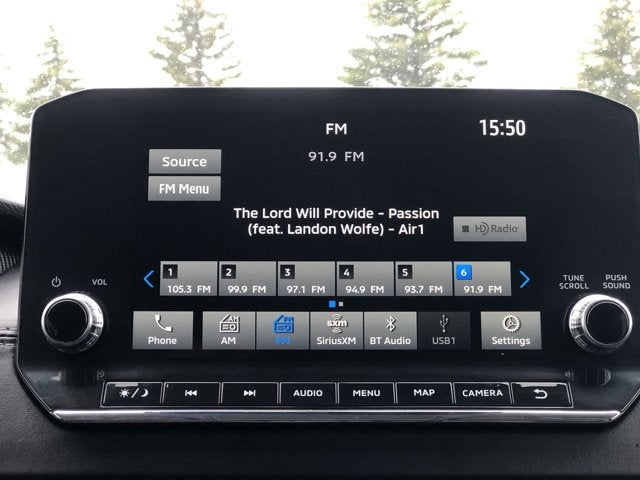 FM
15:50
91.9 FM
Source
FM Menu
The Lord Will Provide - Passion
(feat. Landon Wolfe) - Air1
HD Radio
1 2 3 4 5 6
105.3 FM 99.9 FM 97.1 FM 94.9 FM 93.7 FM 91.9 FM
VOL
TUNE SCROLL
PUSH SOUND
AM FM sxm
Phone AM FM SiriusXM BT Audio USB1 Settings
AUDIO MENU MAP CAMERA